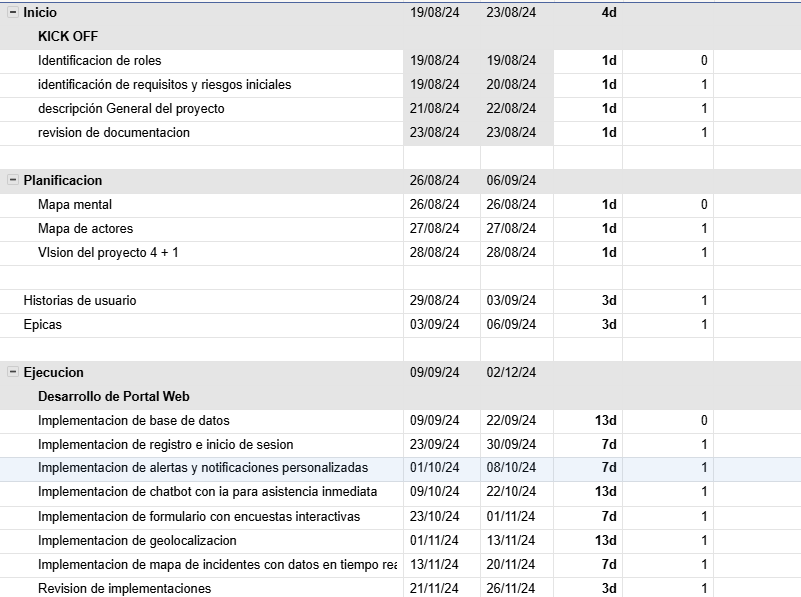 Inicio 19/08/24 23/08/24 4d
KICK OFF
Identificacion de roles 19/08/24 19/08/24 1d 0
identificación de requisitos y riesgos iniciales 19/08/24 20/08/24 1d 1
descripción General del proyecto 21/08/24 22/08/24 1d 1
revision de documentacion 23/08/24 23/08/24 1d 1
Planificacion 26/08/24 06/09/24
Mapa mental 26/08/24 26/08/24 1d 0
Mapa de actores 27/08/24 27/08/24 1d 1
VIsion del proyecto 4 + 1 28/08/24 28/08/24 1d 1
Historias de usuario 29/08/24 03/09/24 3d 1
Epicas 03/09/24 06/09/24 3d 1
Ejecucion 09/09/24 02/12/24
Desarrollo de Portal Web
Implementacion de base de datos 09/09/24 22/09/24 13d 0
Implementacion de registro e inicio de sesion 23/09/24 30/09/24 7d 1
Implementacion de alertas y notificaciones personalizadas 01/10/24 08/10/24 7d 1
Implementacion de chatbot con ia para asistencia inmediata 09/10/24 22/10/24 13d 1
Implementacion de formulario con encuestas interactivas 23/10/24 01/11/24 7d 1
Implementacion de geolocalizacion 01/11/24 13/11/24 13d 1
Implementacion de mapa de incidentes con datos en tiempo rea 13/11/24 20/11/24 7d 1
Revision de implementaciones 21/11/24 26/11/24 3d 1